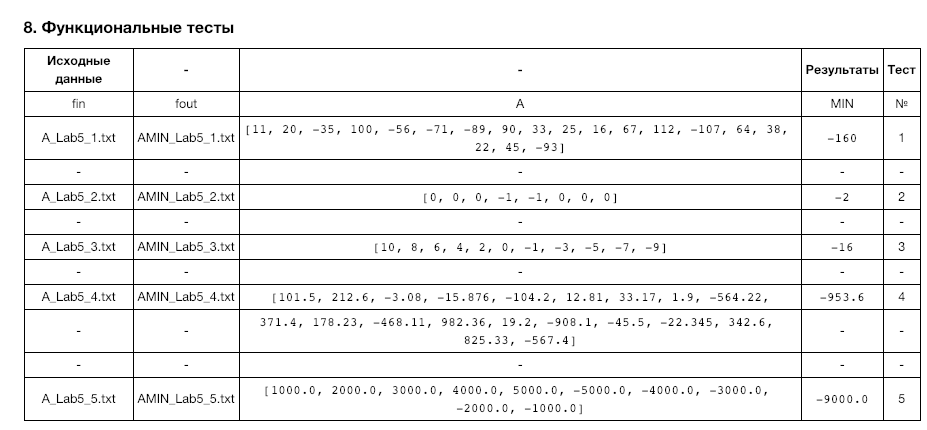 8. Функциональные тесты
Исходные данные - - Результаты Тест
fin fout A MIN №
A_Lab5_1.txt AMIN_Lab5_1.txt [11, 20, -35, 100, -56, -71, -89, 90, 33, 25, 16, 67, 112, -107, 64, 38, 22, 45, -93] -160 1
- - - - -
A_Lab5_2.txt AMIN_Lab5_2.txt [0, 0, 0, -1, -1, 0, 0, 0] -2 2
- - - - -
A_Lab5_3.txt AMIN_Lab5_3.txt [10, 8, 6, 4, 2, 0, -1, -3, -5, -7, -9] -16 3
- - - - -
A_Lab5_4.txt AMIN_Lab5_4.txt [101.5, 212.6, -3.08, -15.876, -104.2, 12.81, 33.17, 1.9, -564.22, -953.6 4
- - 371.4, 178.23, -468.11, 982.36, 19.2, -908.1, -45.5, -22.345, 342.6, 825.33, -567.4] - -
- - - - -
A_Lab5_5.txt AMIN_Lab5_5.txt [1000.0, 2000.0, 3000.0, 4000.0, 5000.0, -5000.0, -4000.0, -3000.0, -2000.0, -1000.0] -9000.0 5